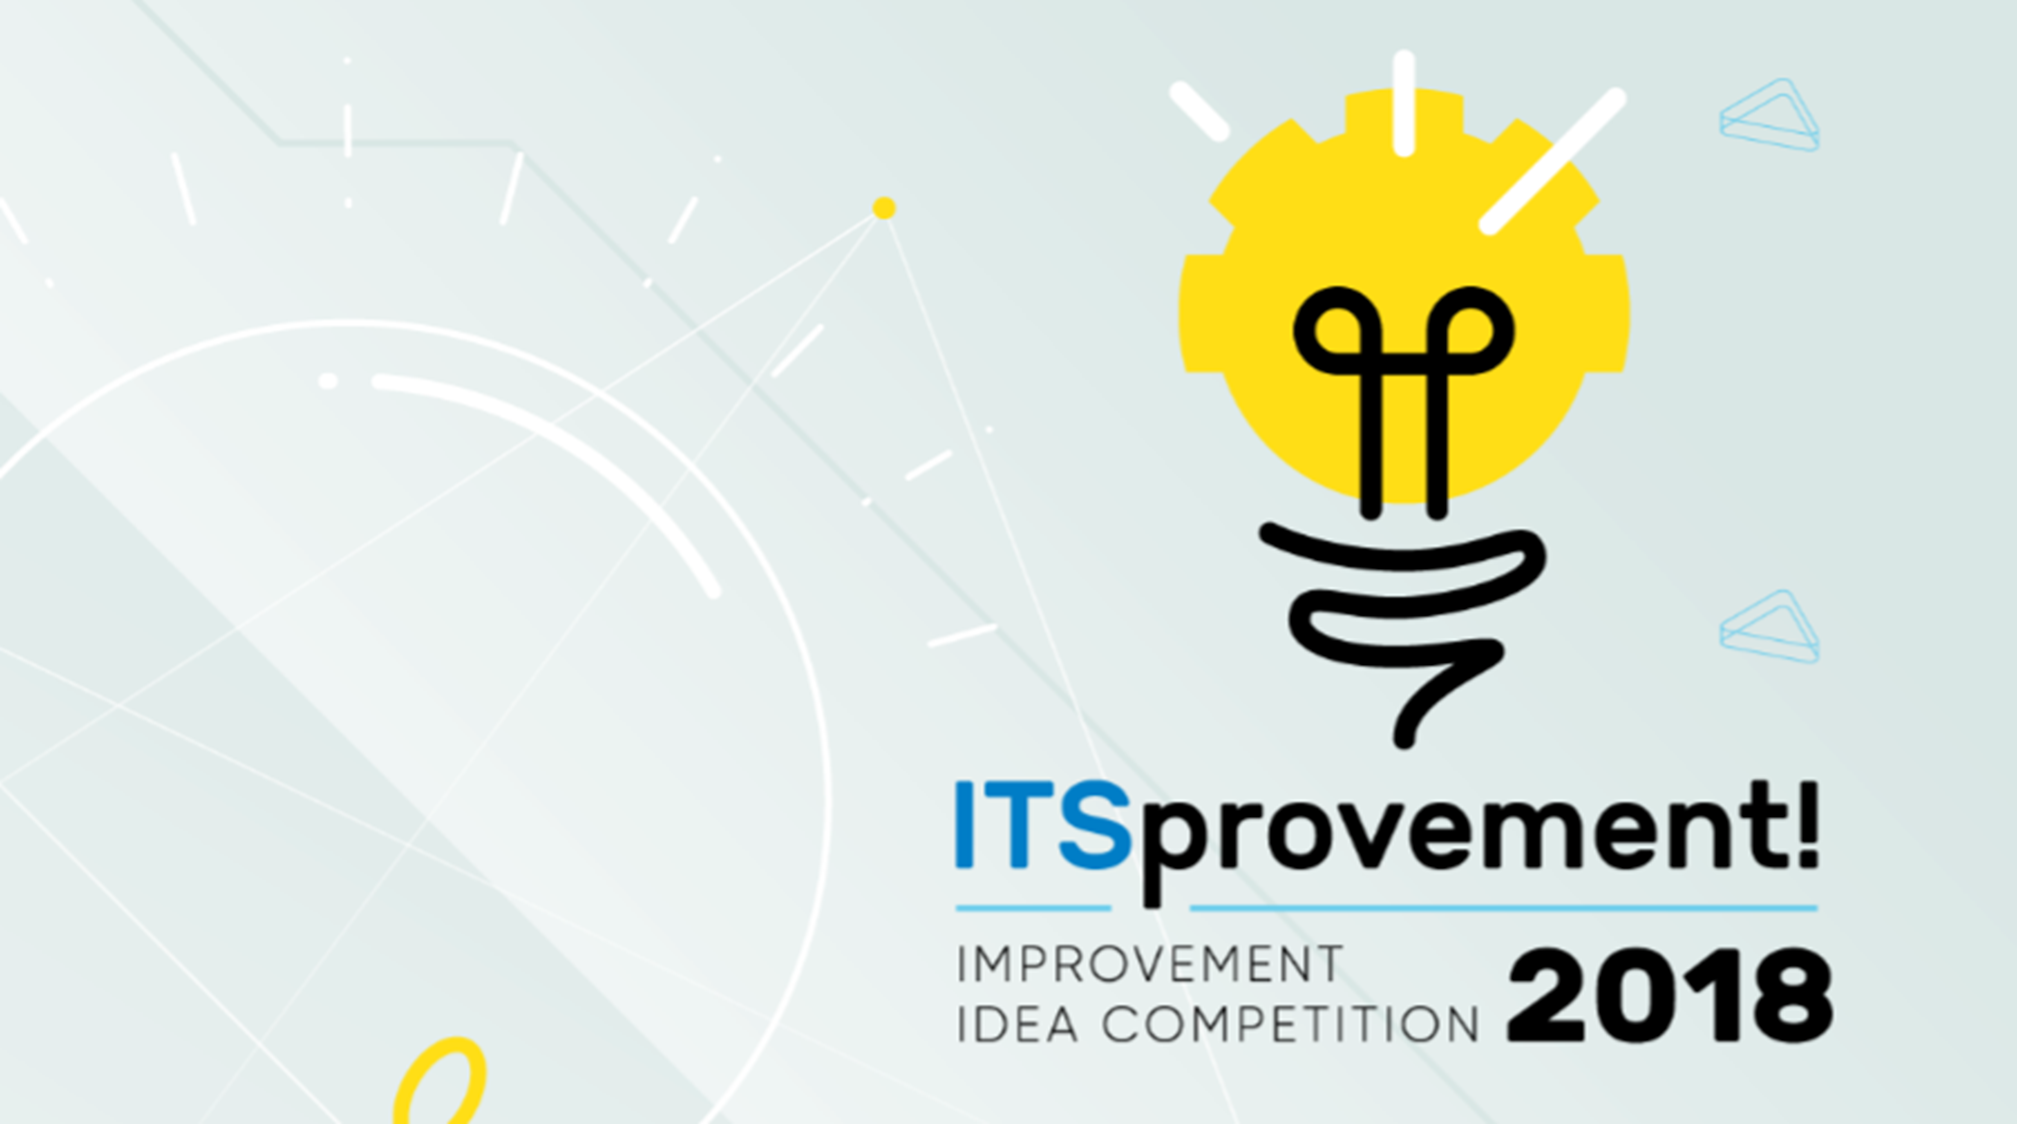 ITSprovement!
IMPROVEMENT
IDEA COMPETITION 2018